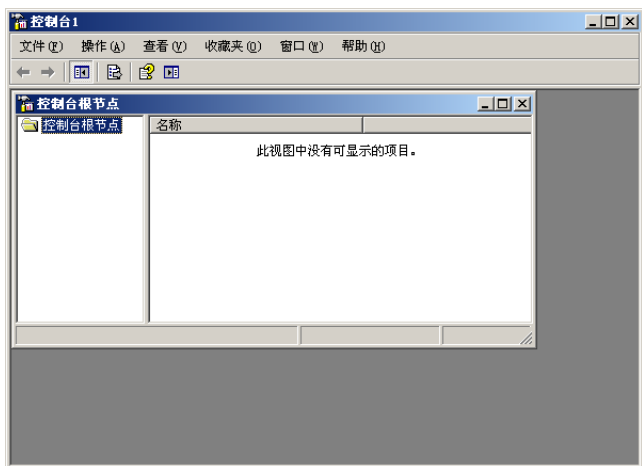 控制台1
文件(F) 操作(A) 查看(V) 收藏夹(O) 窗口(W) 帮助(H)
控制台根节点
控制台根节点 名称
此视图中没有可显示的项目。